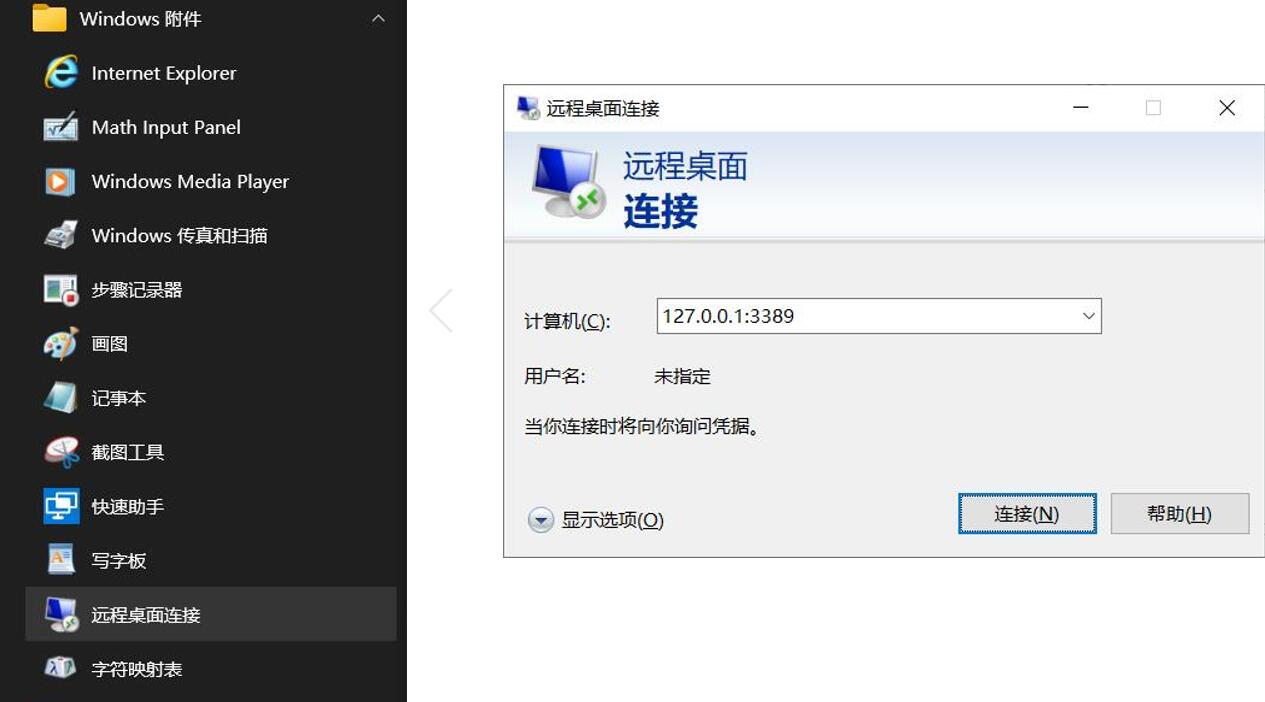 Windows 附件
Internet Explorer
Math Input Panel
Windows Media Player
Windows 传真和扫描
步骤记录器
画图
记事本
截图工具
快速助手
写字板
远程桌面连接
字符映射表
远程桌面连接
远程桌面
连接
计算机(C):
127.0.0.1:3389
用户名:
未指定
当你连接时将向你询问凭据。
显示选项(O)
连接(N)
帮助(H)